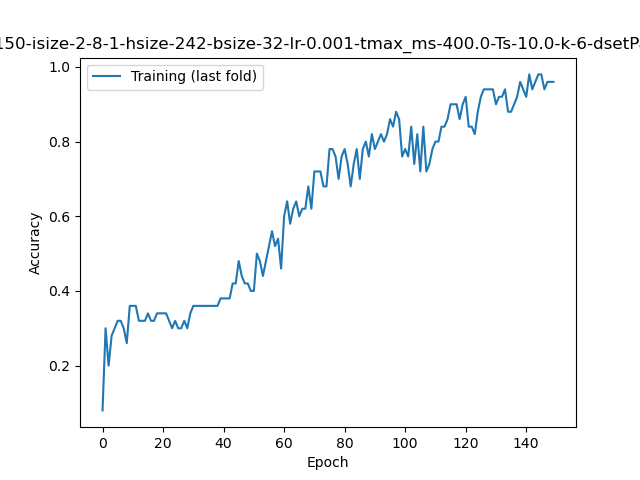 150-isize-2-8-1-hsize-242-bsize-32-lr-0.001-tmax_ms-400.0-Ts-10.0-k-6-dsetPa
Training (last fold)
1.0
0.8
0.6
0.4
0.2
Accuracy
0 20 40 60 80 100 120 140
Epoch